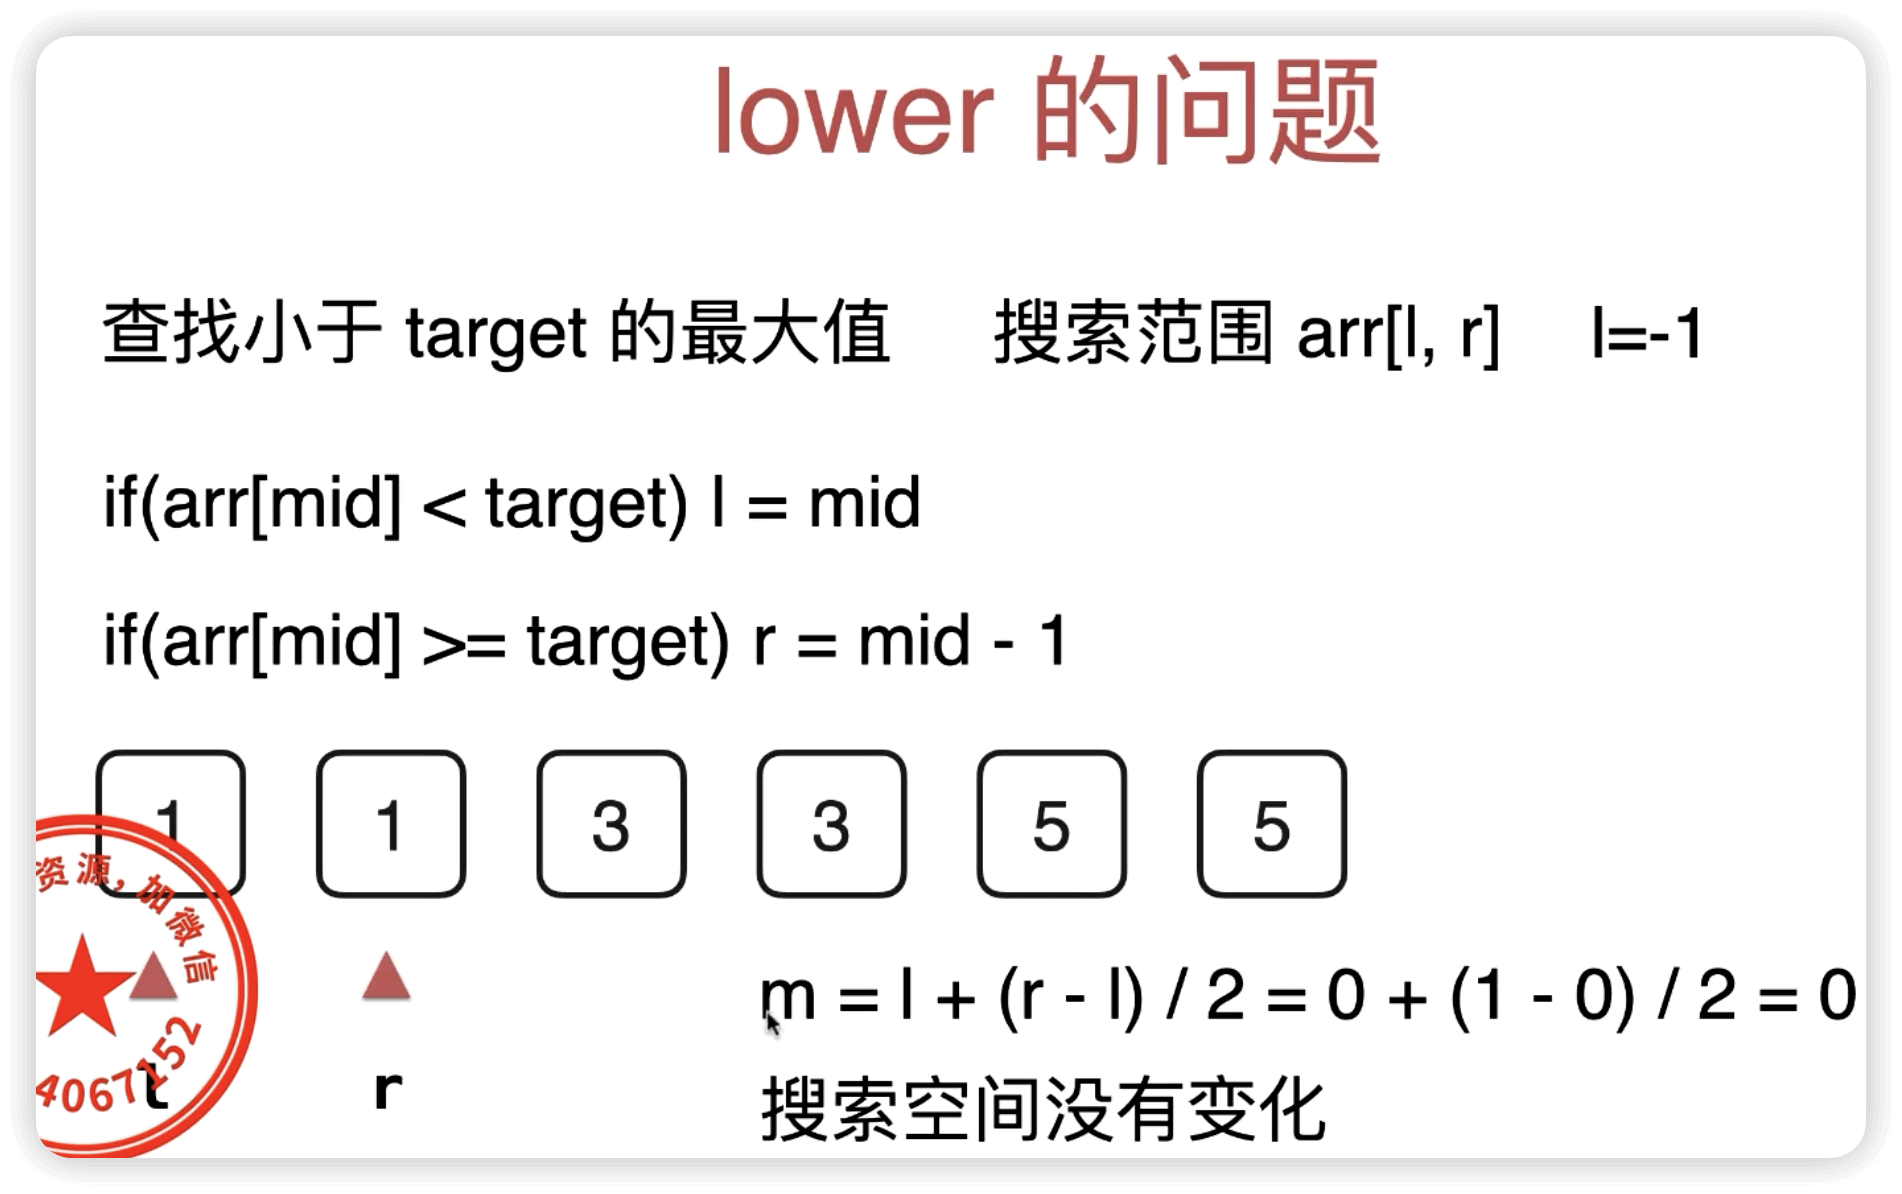 lower 的问题
查找小于 target 的最大值 搜索范围 arr[l, r] l=-1
if(arr[mid] < target) l = mid
if(arr[mid] >= target) r = mid - 1
1 1 3 3 5 5
资源，加微信
m = l + (r - l) / 2 = 0 + (1 - 0) / 2 = 0
4067152
l r
搜索空间没有变化